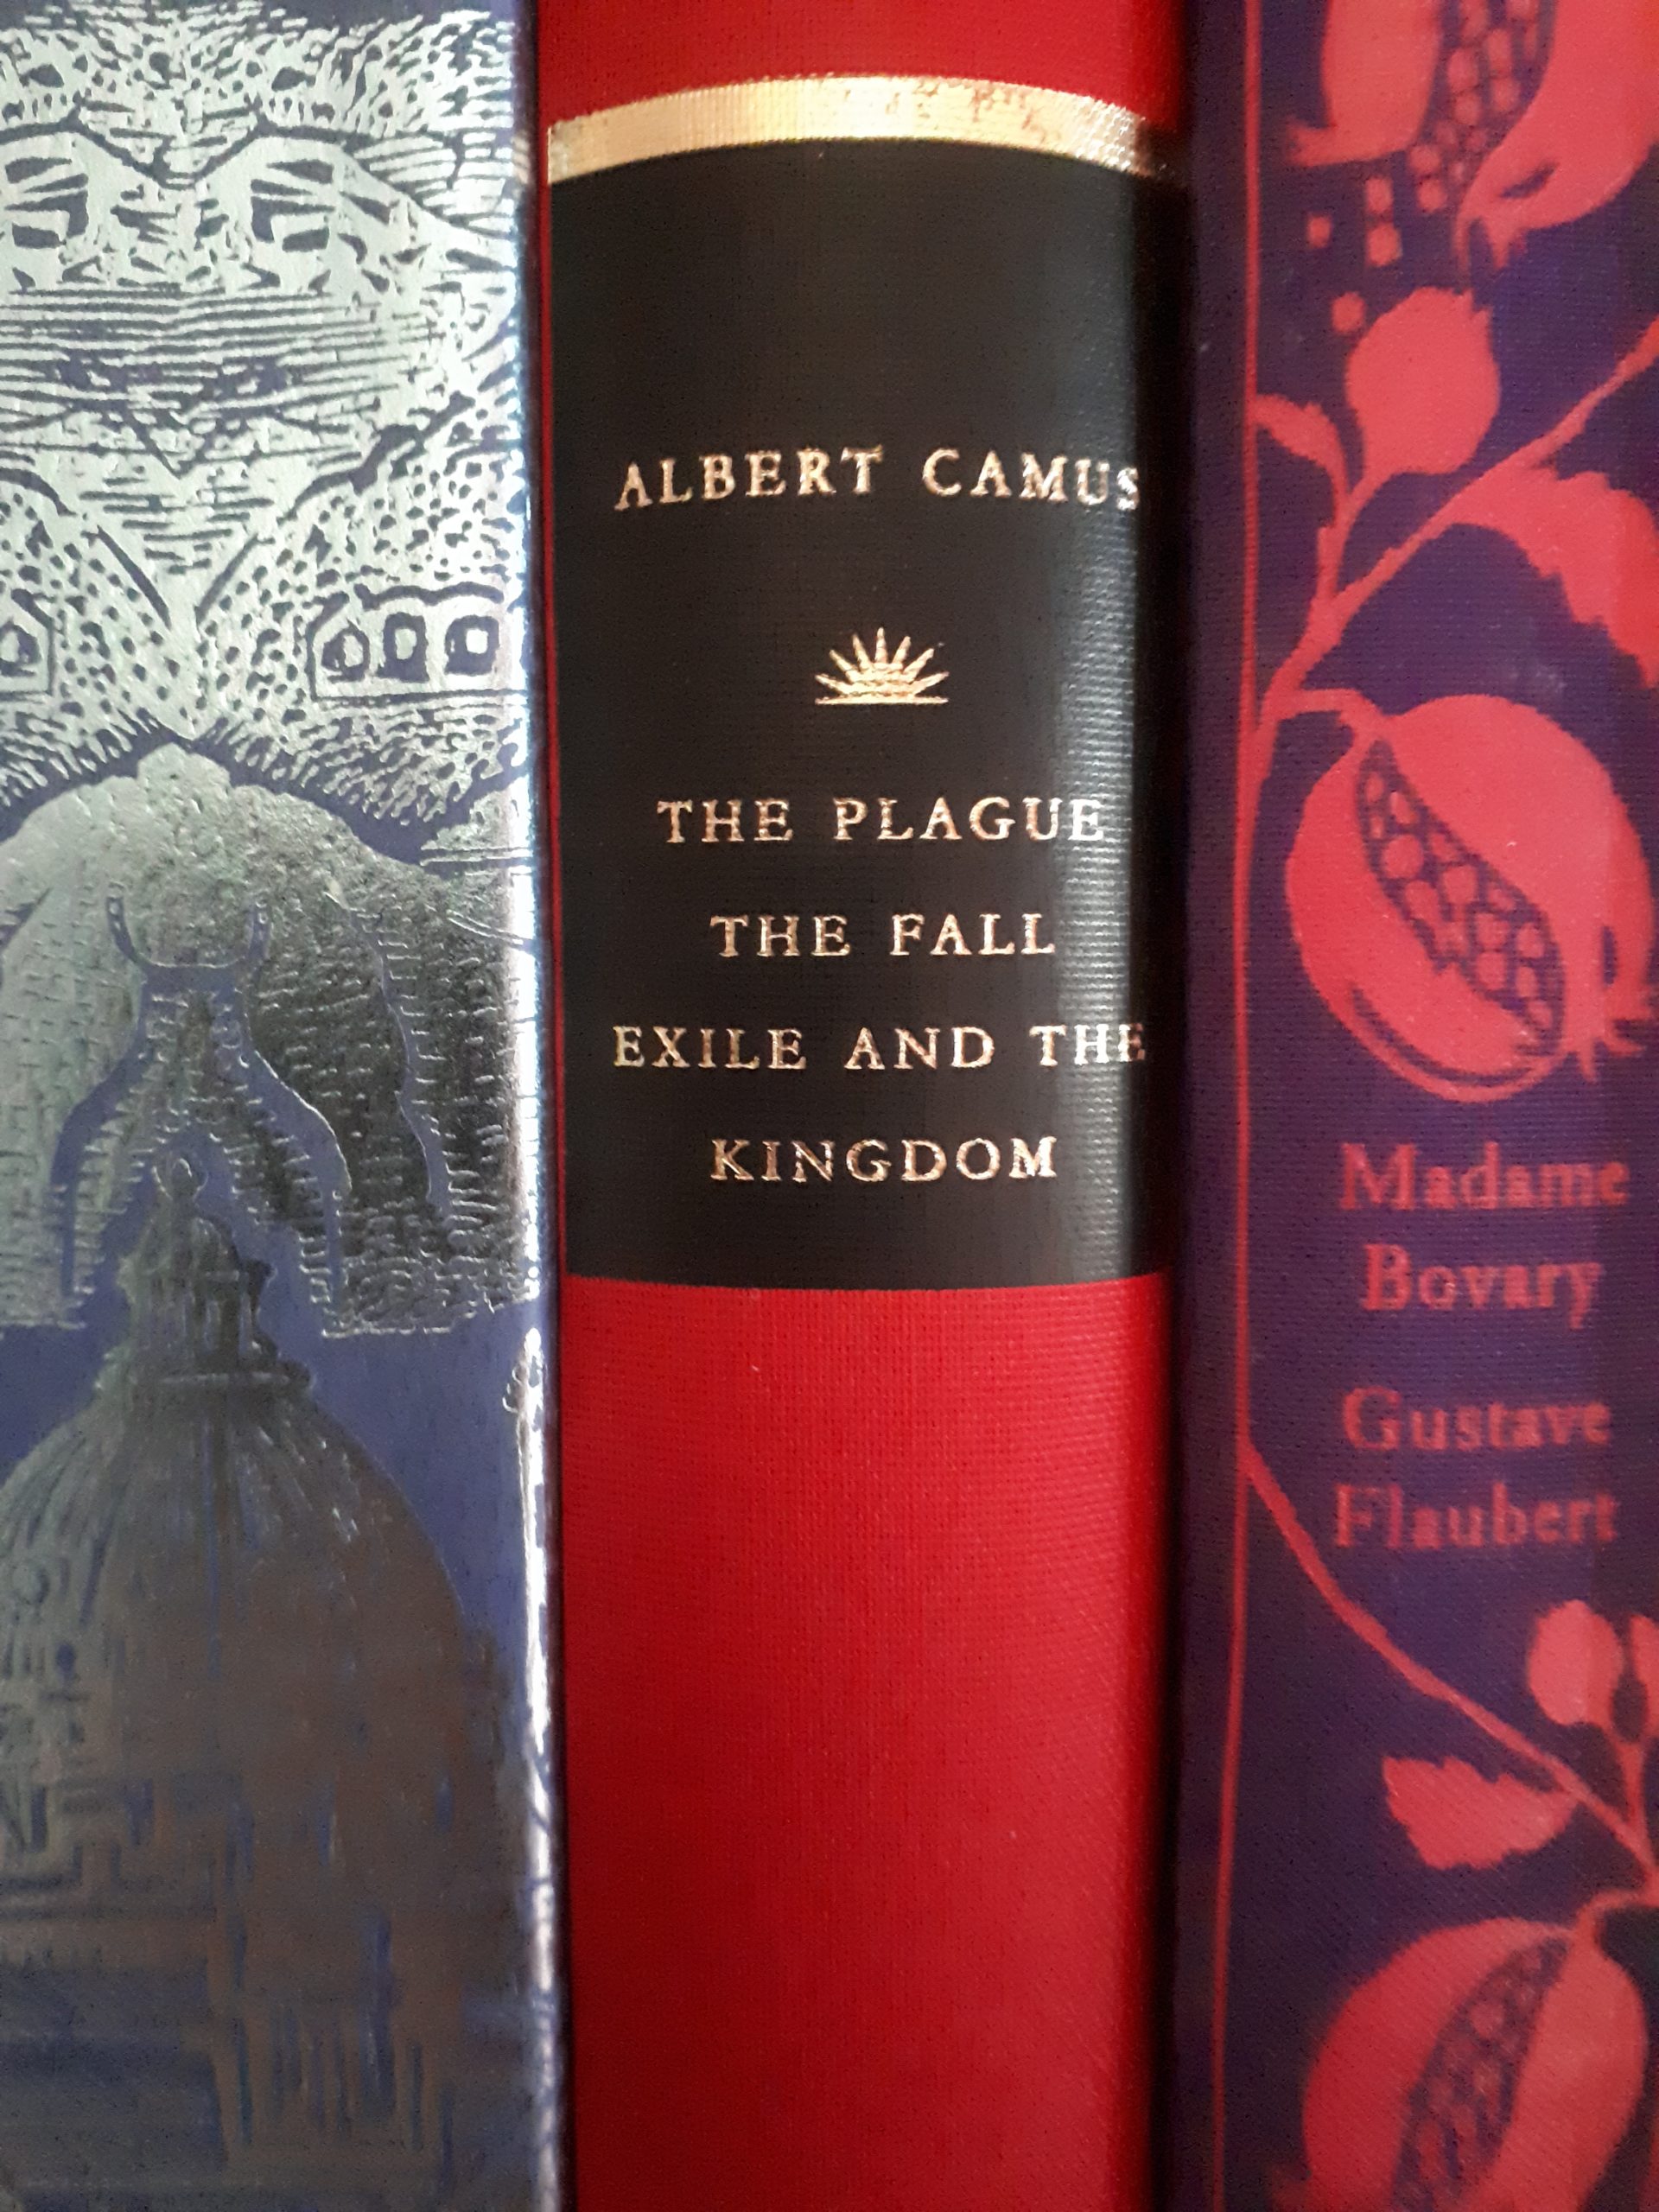 ALBERT CAMUS
THE PLAGUE
THE FALL
EXILE AND THE
KINGDOM
Madame
Bovary
Gustave
Flaubert